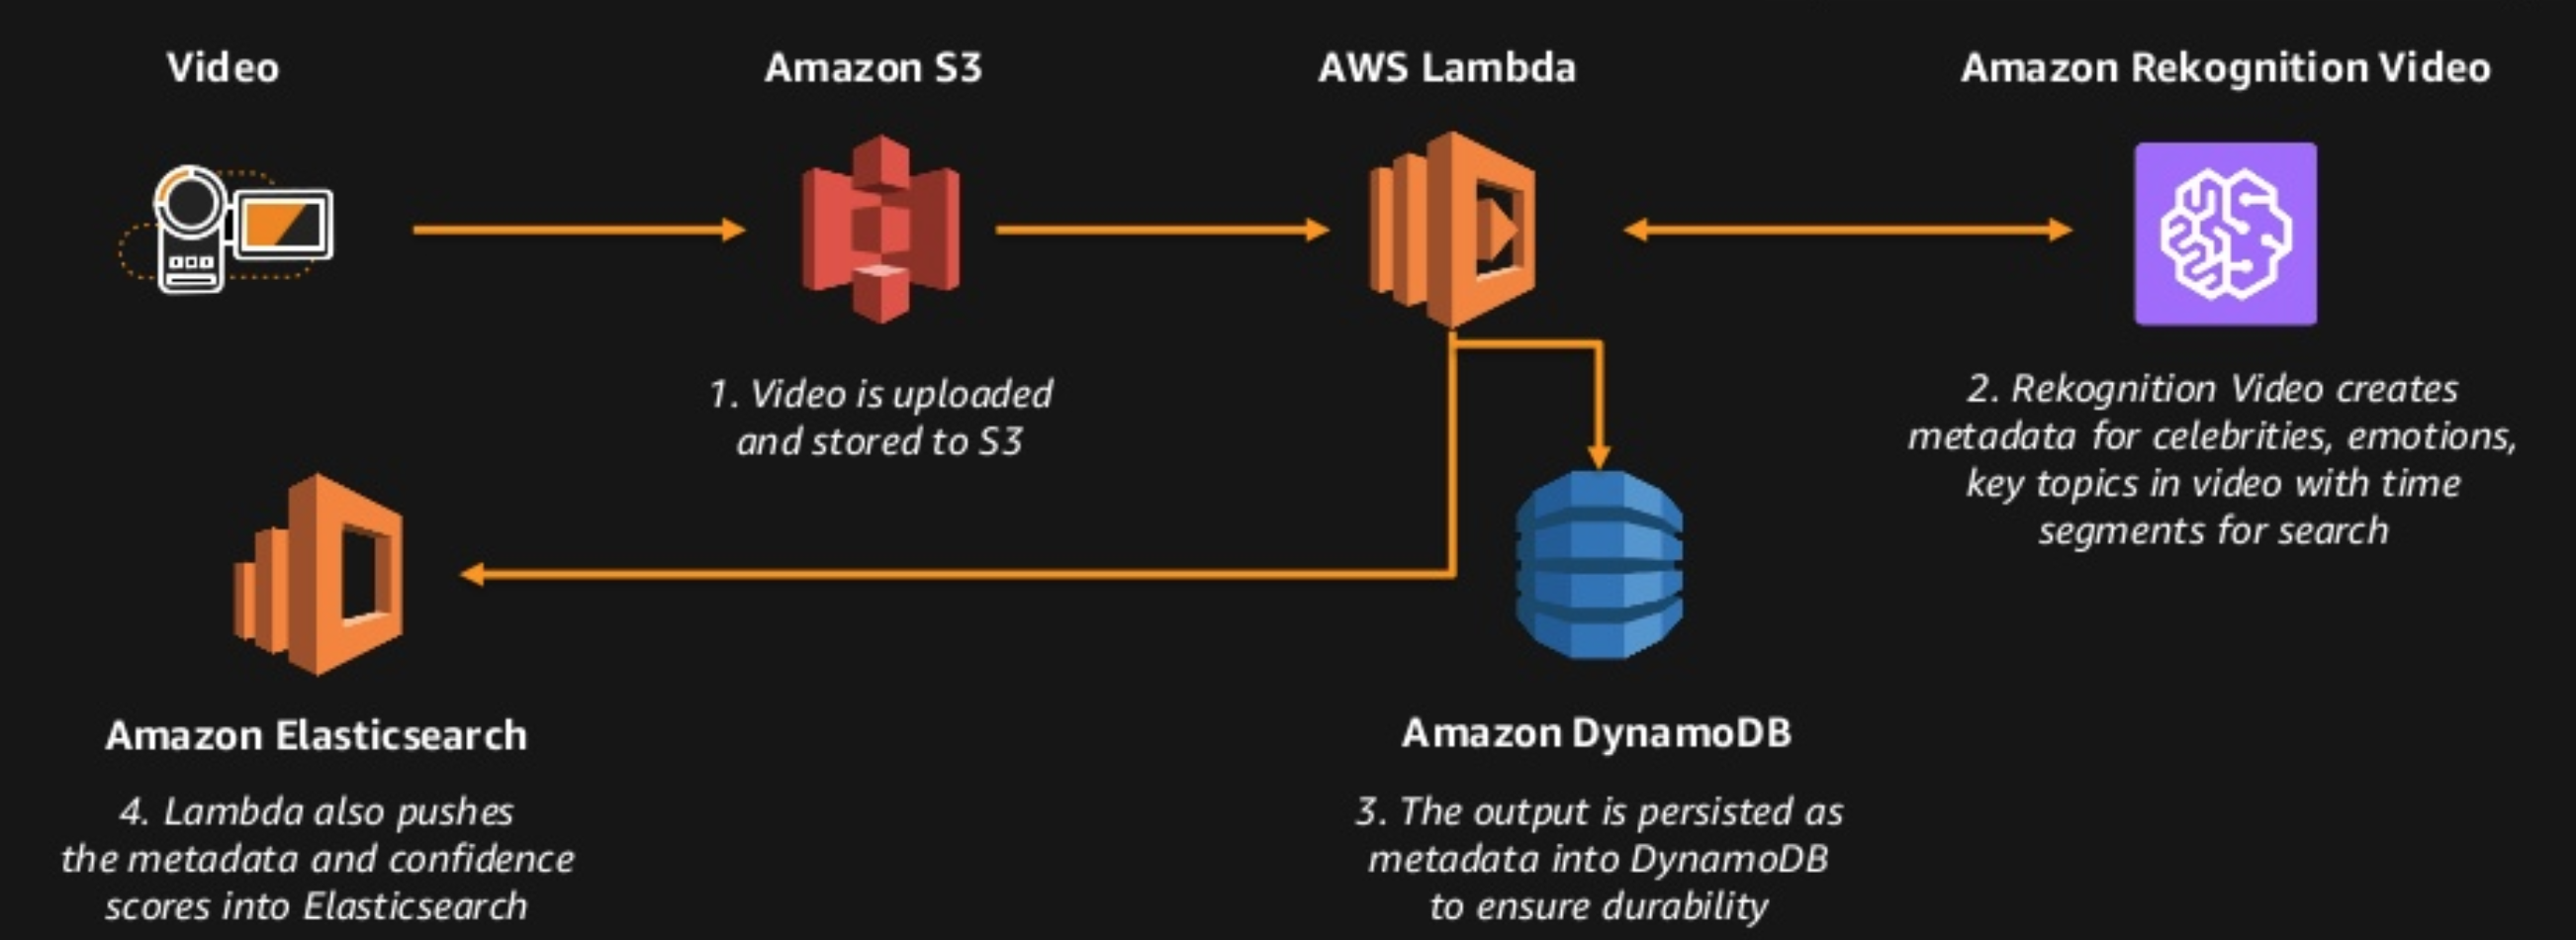 Video
Amazon S3
AWS Lambda
Amazon Rekognition Video
1. Video is uploaded
and stored to S3
2. Rekognition Video creates
metadata for celebrities, emotions,
key topics in video with time
segments for search
Amazon Elasticsearch
4. Lambda also pushes
the metadata and confidence
scores into Elasticsearch
Amazon DynamoDB
3. The output is persisted as
metadata into DynamoDB
to ensure durability